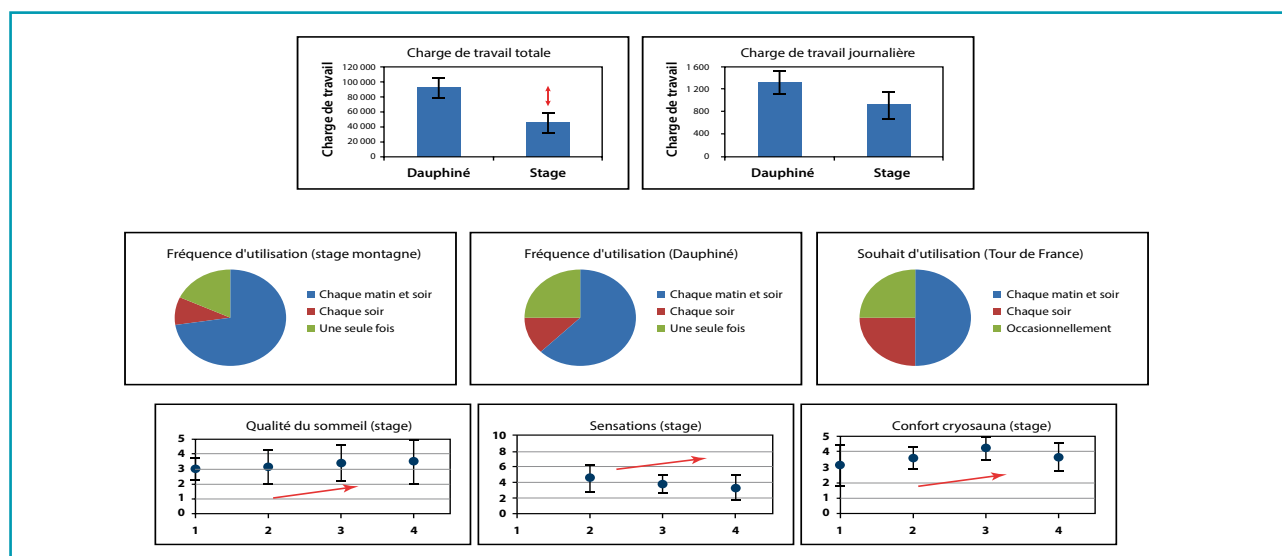 Charge de travail totale
Charge de travail
120 000
100 000
80 000
60 000
40 000
20 000
0
Dauphiné Stage
Charge de travail journalière
Charge de travail
1 600
1 200
800
400
0
Dauphiné Stage
Fréquence d'utilisation (stage montagne)
Chaque matin et soir
Chaque soir
Une seule fois
Fréquence d'utilisation (Dauphiné)
Chaque matin et soir
Chaque soir
Une seule fois
Souhait d'utilisation (Tour de France)
Chaque matin et soir
Chaque soir
Occasionnellement
Qualité du sommeil (stage)
5
4
3
2
1
0
1 2 3 4
Sensations (stage)
10
8
6
4
2
0
1 2 3 4
Confort cryosauna (stage)
5
4
3
2
1
0
1 2 3 4